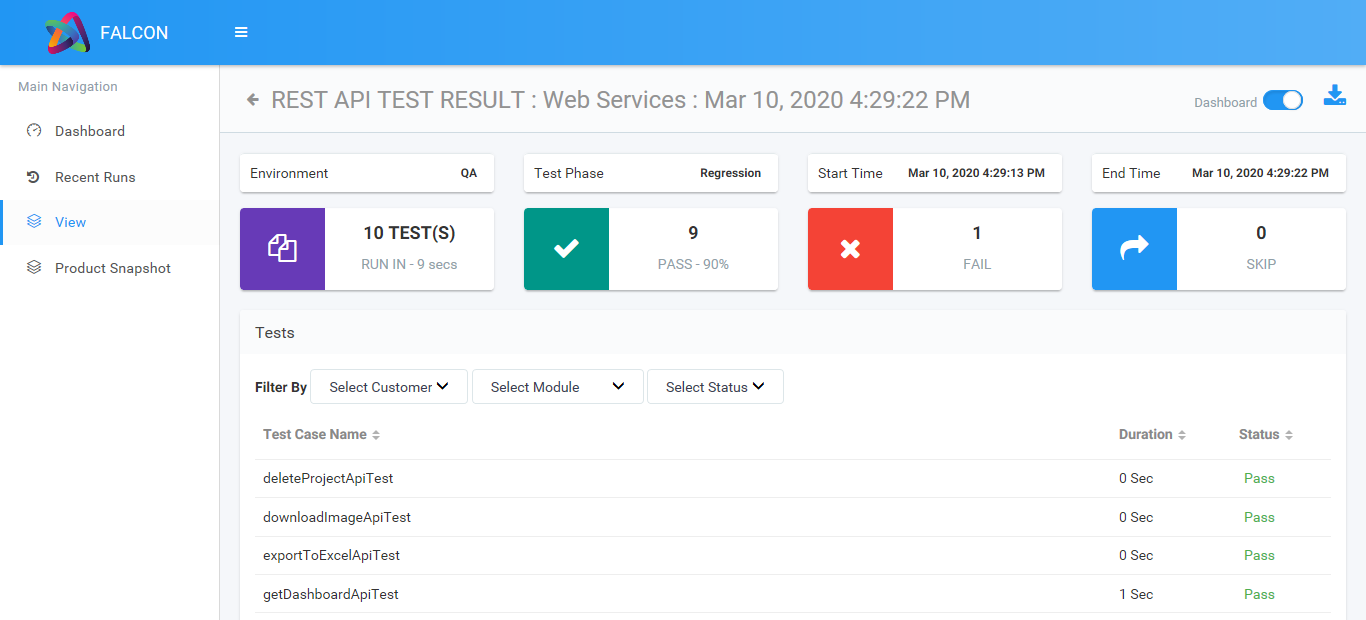 FALCON
Main Navigation
Dashboard
Recent Runs
View
Product Snapshot
REST API TEST RESULT : Web Services : Mar 10, 2020 4:29:22 PM
Dashboard
Environment QA
Test Phase Regression
Start Time Mar 10, 2020 4:29:13 PM
End Time Mar 10, 2020 4:29:22 PM
10 TEST(S)
RUN IN - 9 secs
9
PASS - 90%
1
FAIL
0
SKIP
Tests
Filter By Select Customer Select Module Select Status
Test Case Name Duration Status
deleteProjectApiTest 0 Sec Pass
downloadImageApiTest 0 Sec Pass
exportToExcelApiTest 0 Sec Pass
getDashboardApiTest 1 Sec Pass